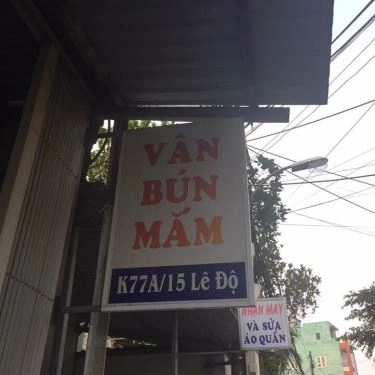 VÂN
BÚN
MẮM
K77A/15 Lê Độ
NHẬN MAY
VÀ SỬA
ÁO QUẦN